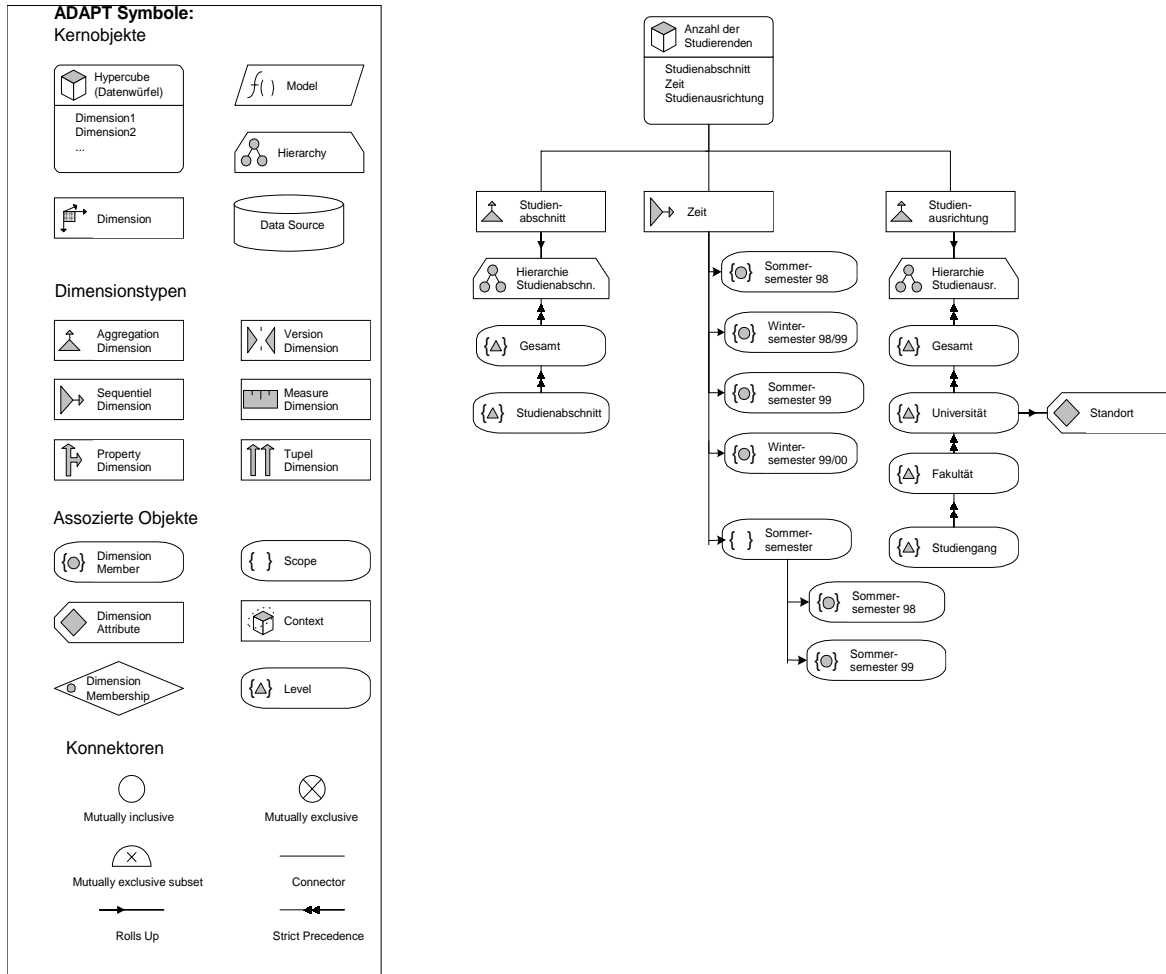 ADAPT Symbole:
Kernobjekte
Hypercube
(Datenwürfel)
Dimension1
Dimension2
...
f()
Model
Hierarchy
Dimension
Data Source
Dimensionstypen
Aggregation
Dimension
Version
Dimension
Sequentiel
Dimension
Measure
Dimension
Property
Dimension
Tupel
Dimension
Assozierte Objekte
Dimension
Member
{ }
Scope
Dimension
Attribute
Context
Dimension
Membership
Level
Konnektoren
Mutually inclusive
Mutually exclusive
Mutually exclusive subset
Connector
Rolls Up
Strict Precedence
Anzahl der
Studierenden
Studienabschnitt
Zeit
Studienausrichtung
Studien-
abschnitt
Zeit
Studien-
ausrichtung
Hierarchie
Studienabschn.
Gesamt
Studienabschnitt
Sommer-
semester 98
Winter-
semester 98/99
Sommer-
semester 99
Winter-
semester 99/00
{ }
Sommer-
semester
Sommer-
semester 98
Sommer-
semester 99
Hierarchie
Studienausr.
Gesamt
Universität
Standort
Fakultät
Studiengang